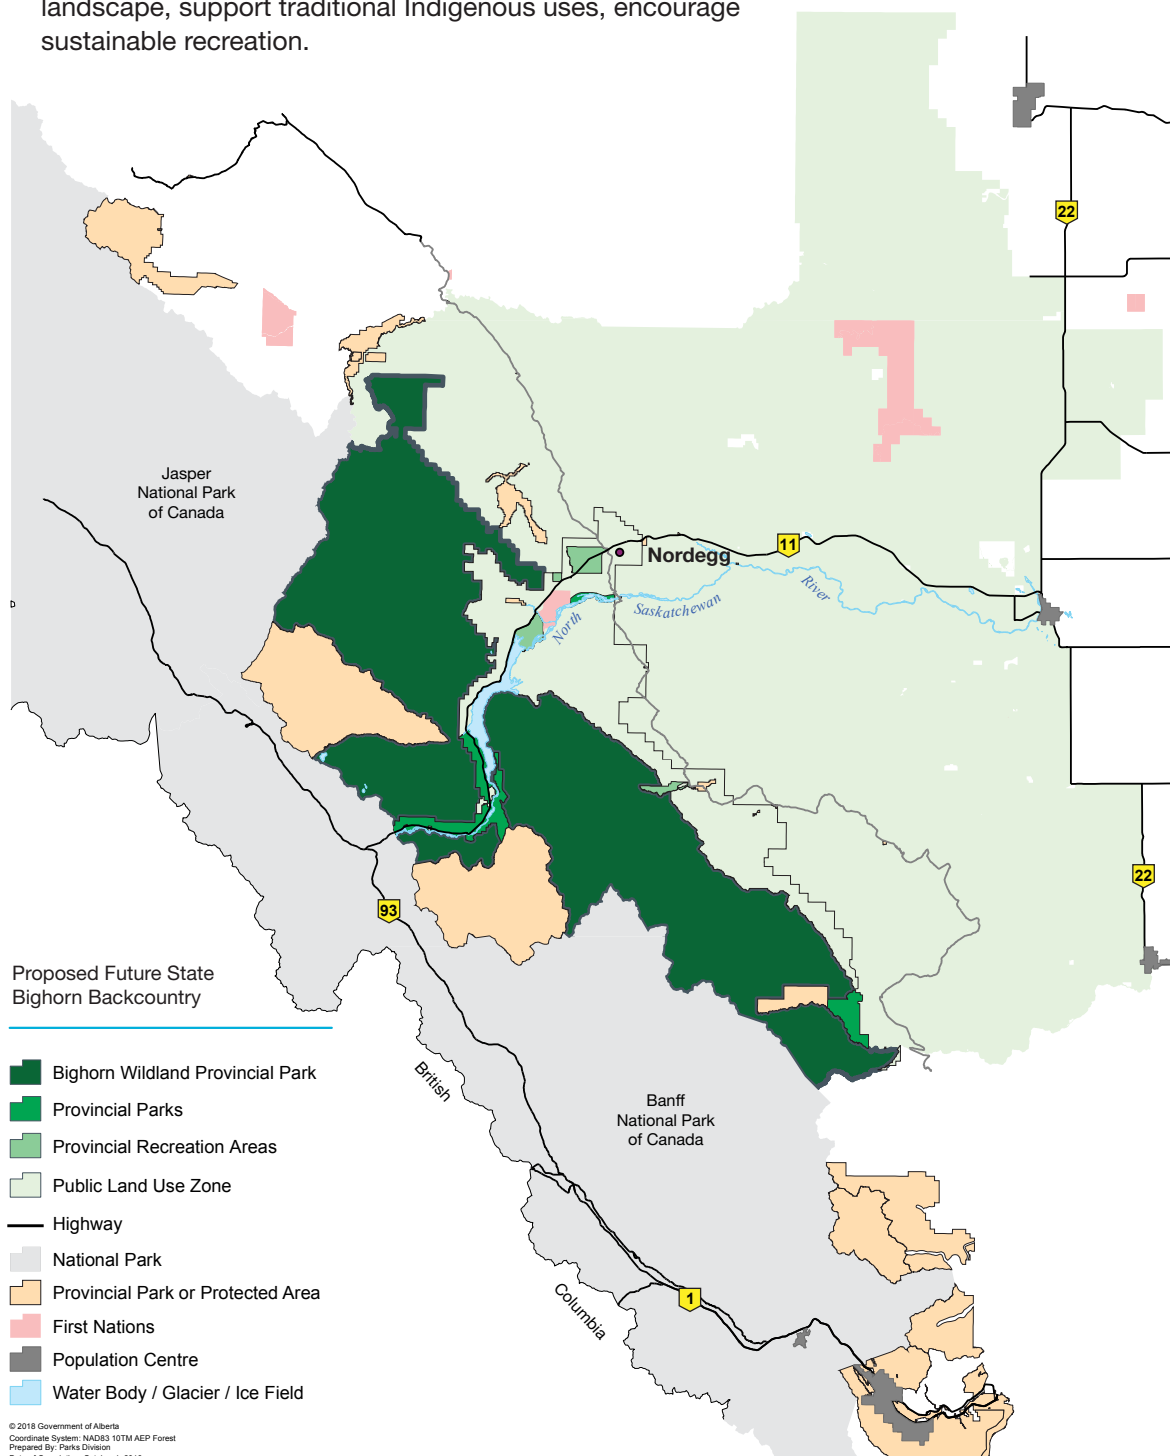 landscape, support traditional Indigenous uses, encourage
sustainable recreation.
22
Jasper
National Park
of Canada
11
Nordegg
River
Saskatchewan
North
22
93
Proposed Future State
Bighorn Backcountry
Bighorn Wildland Provincial Park
British
Banff
National Park
of Canada
Provincial Parks
Provincial Recreation Areas
Public Land Use Zone
Highway
National Park
Provincial Park or Protected Area
Columbia
1
First Nations
Population Centre
Water Body / Glacier / Ice Field
© 2018 Government of Alberta
Coordinate System: NAD83 10TM AEP Forest
Prepared By: Parks Division